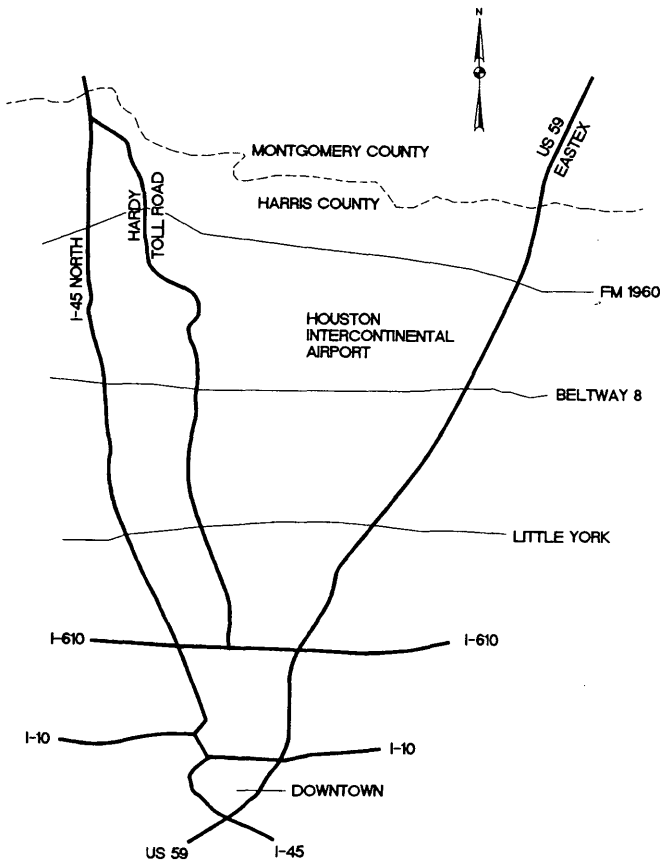 N
US 59
EASTEX
MONTGOMERY COUNTY
HARRIS COUNTY
HARDY
TOLL ROAD
I-45 NORTH
FM 1960
HOUSTON
INTERCONTINENTAL
AIRPORT
BELTWAY 8
LITTLE YORK
I-610
I-610
I-10
I-10
DOWNTOWN
US 59
I-45